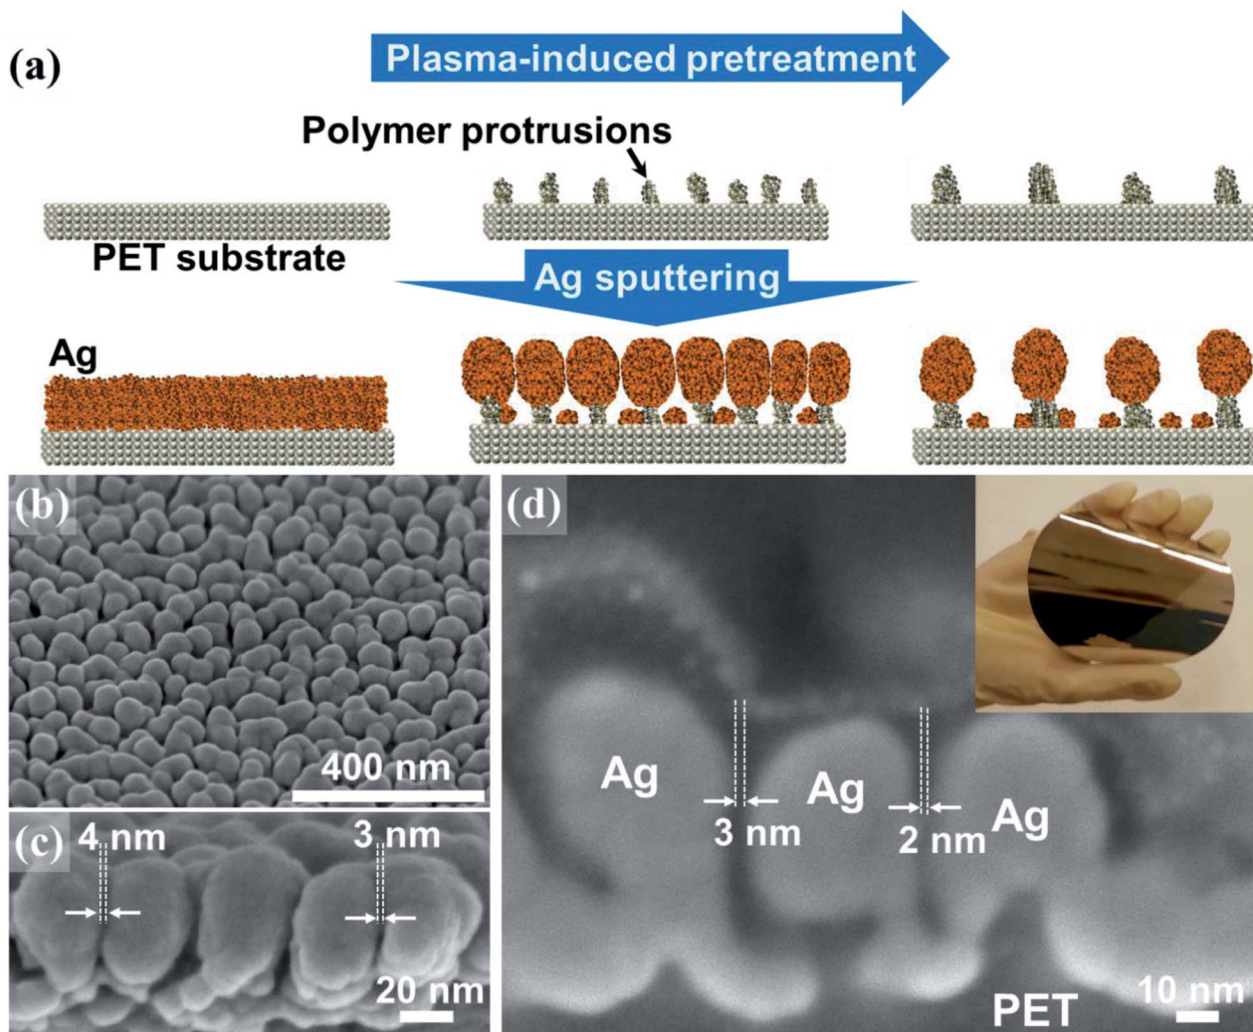 (a)
Plasma-induced pretreatment
Polymer protrusions
PET substrate
Ag sputtering
Ag
(b)
400 nm
(c)
4 nm
3 nm
20 nm
(d)
Ag
Ag
Ag
3 nm
2 nm
PET
10 nm